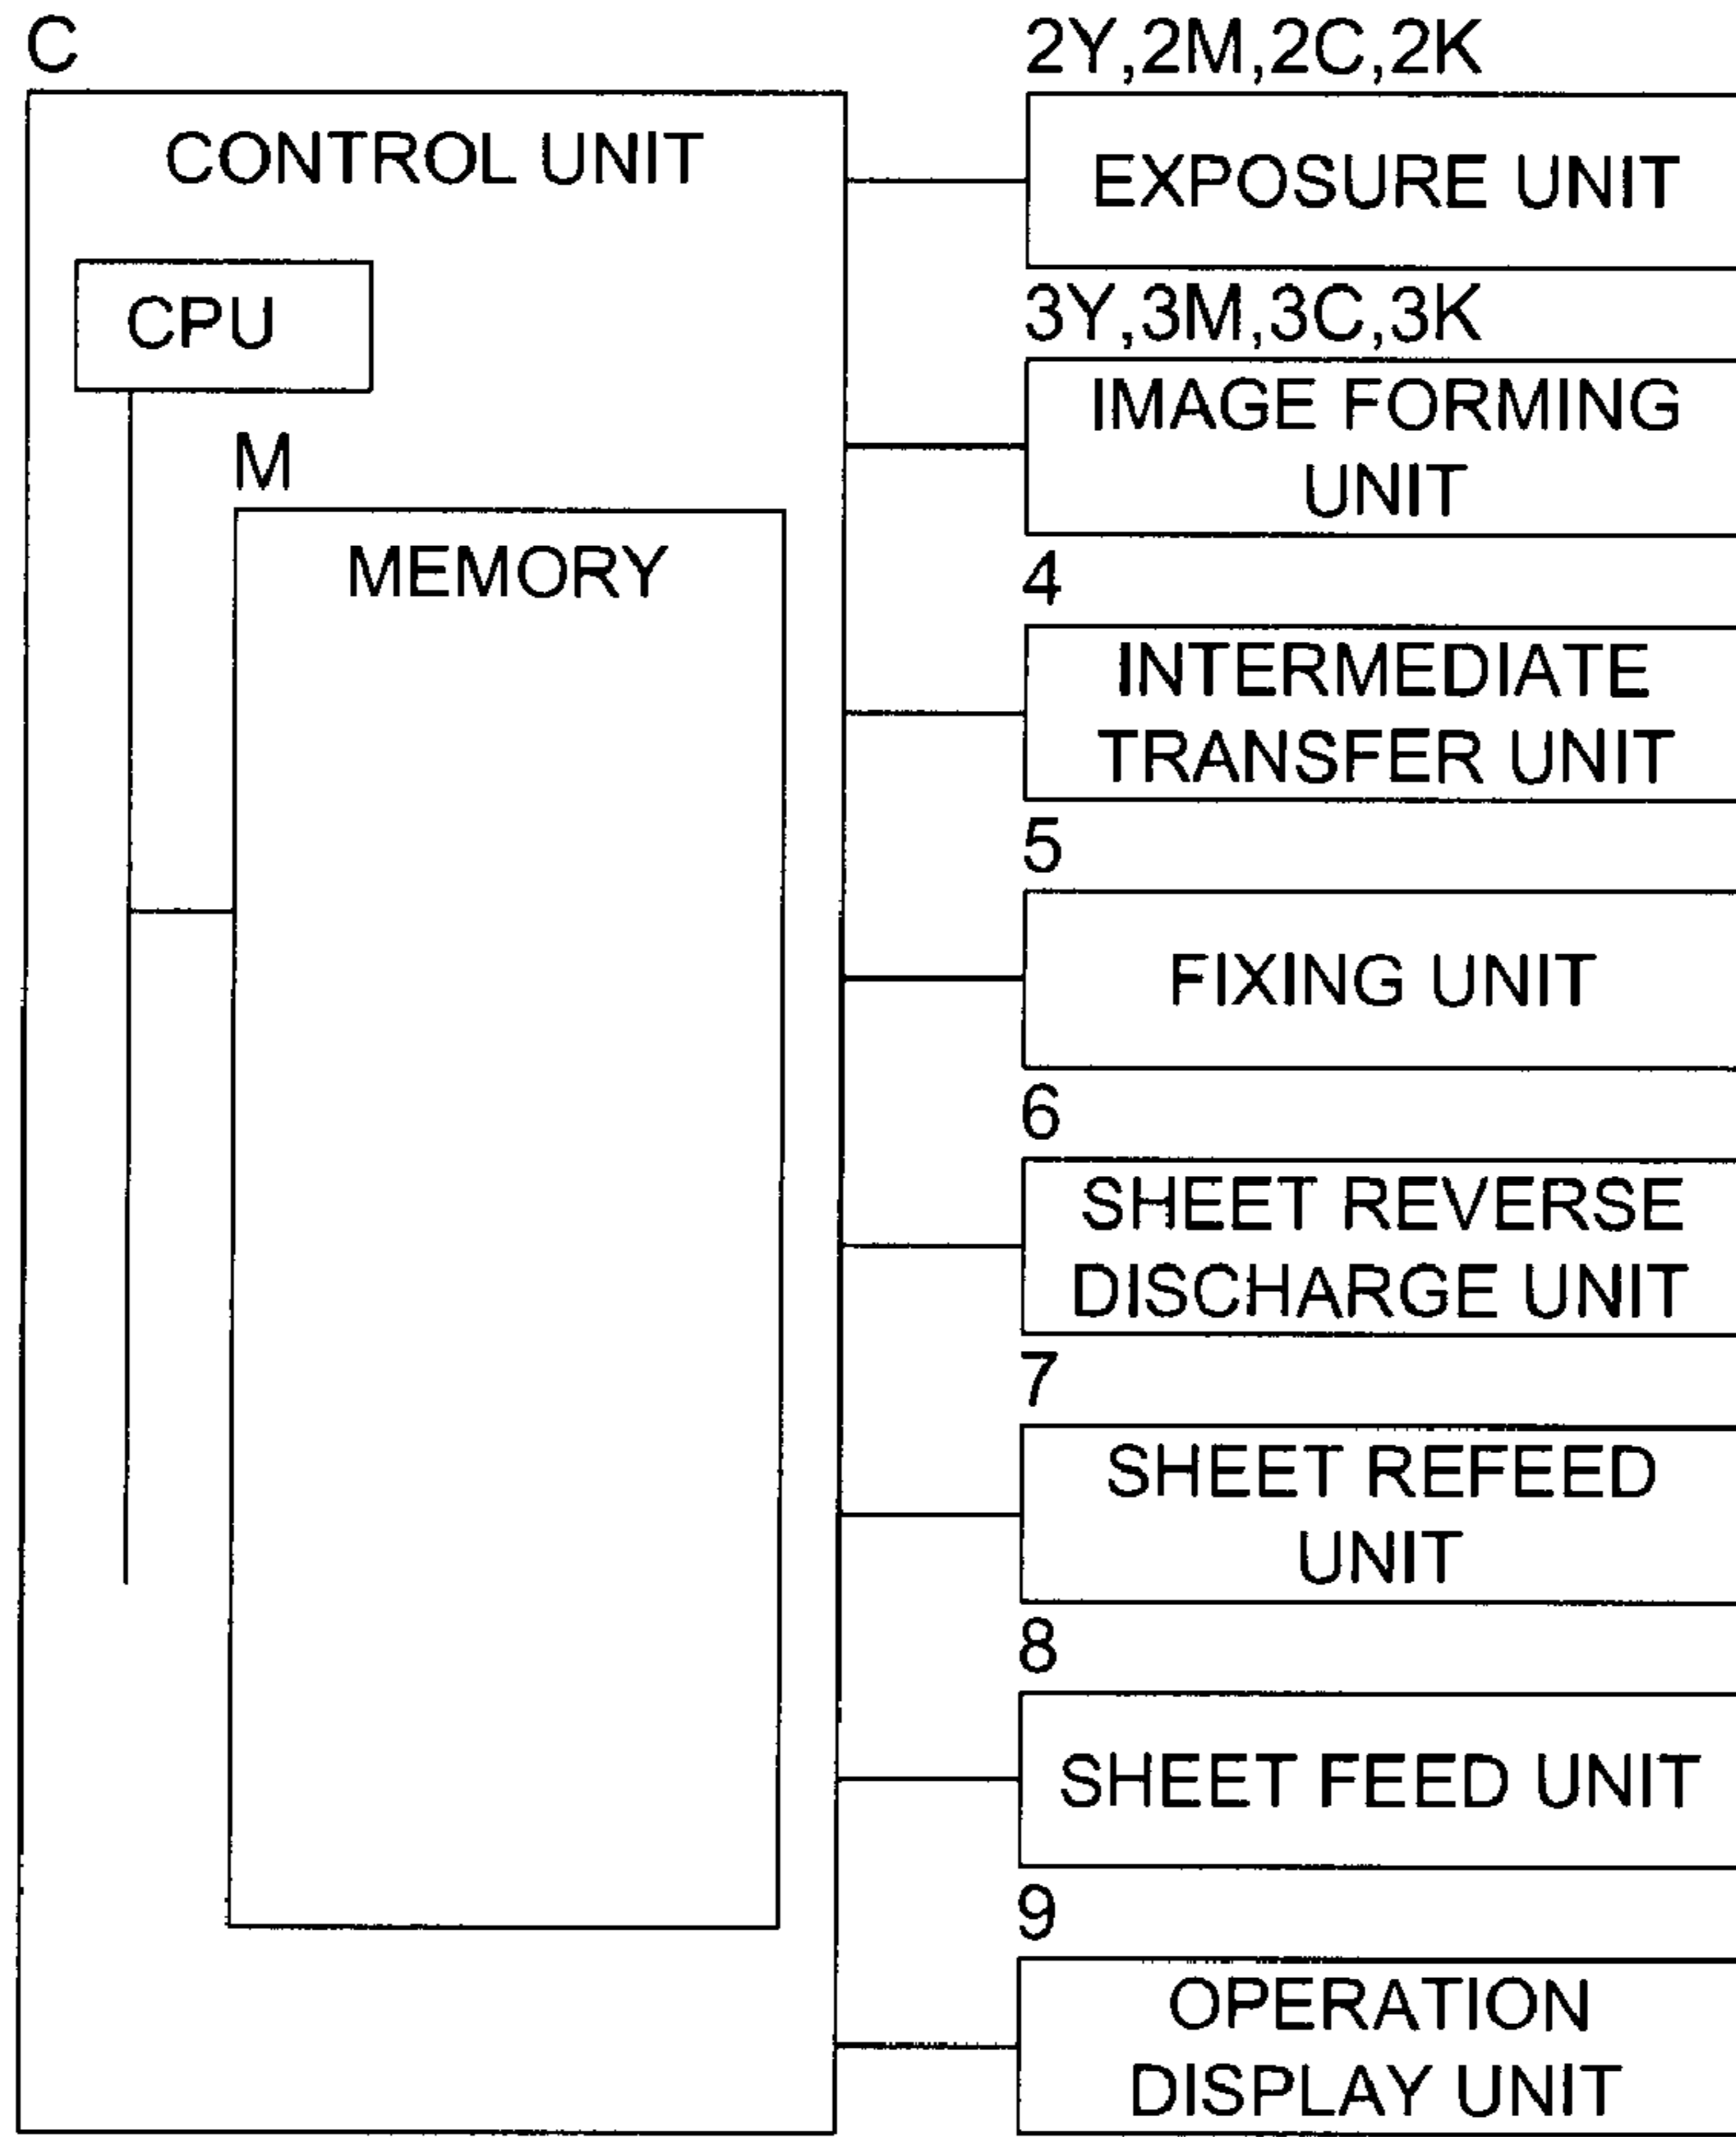 C
CONTROL UNIT
CPU
M
MEMORY
2Y,2M,2C,2K
EXPOSURE UNIT
3Y,3M,3C,3K
IMAGE FORMING
UNIT
4
INTERMEDIATE
TRANSFER UNIT
5
FIXING UNIT
6
SHEET REVERSE
DISCHARGE UNIT
7
SHEET REFEED
UNIT
8
SHEET FEED UNIT
9
OPERATION
DISPLAY UNIT